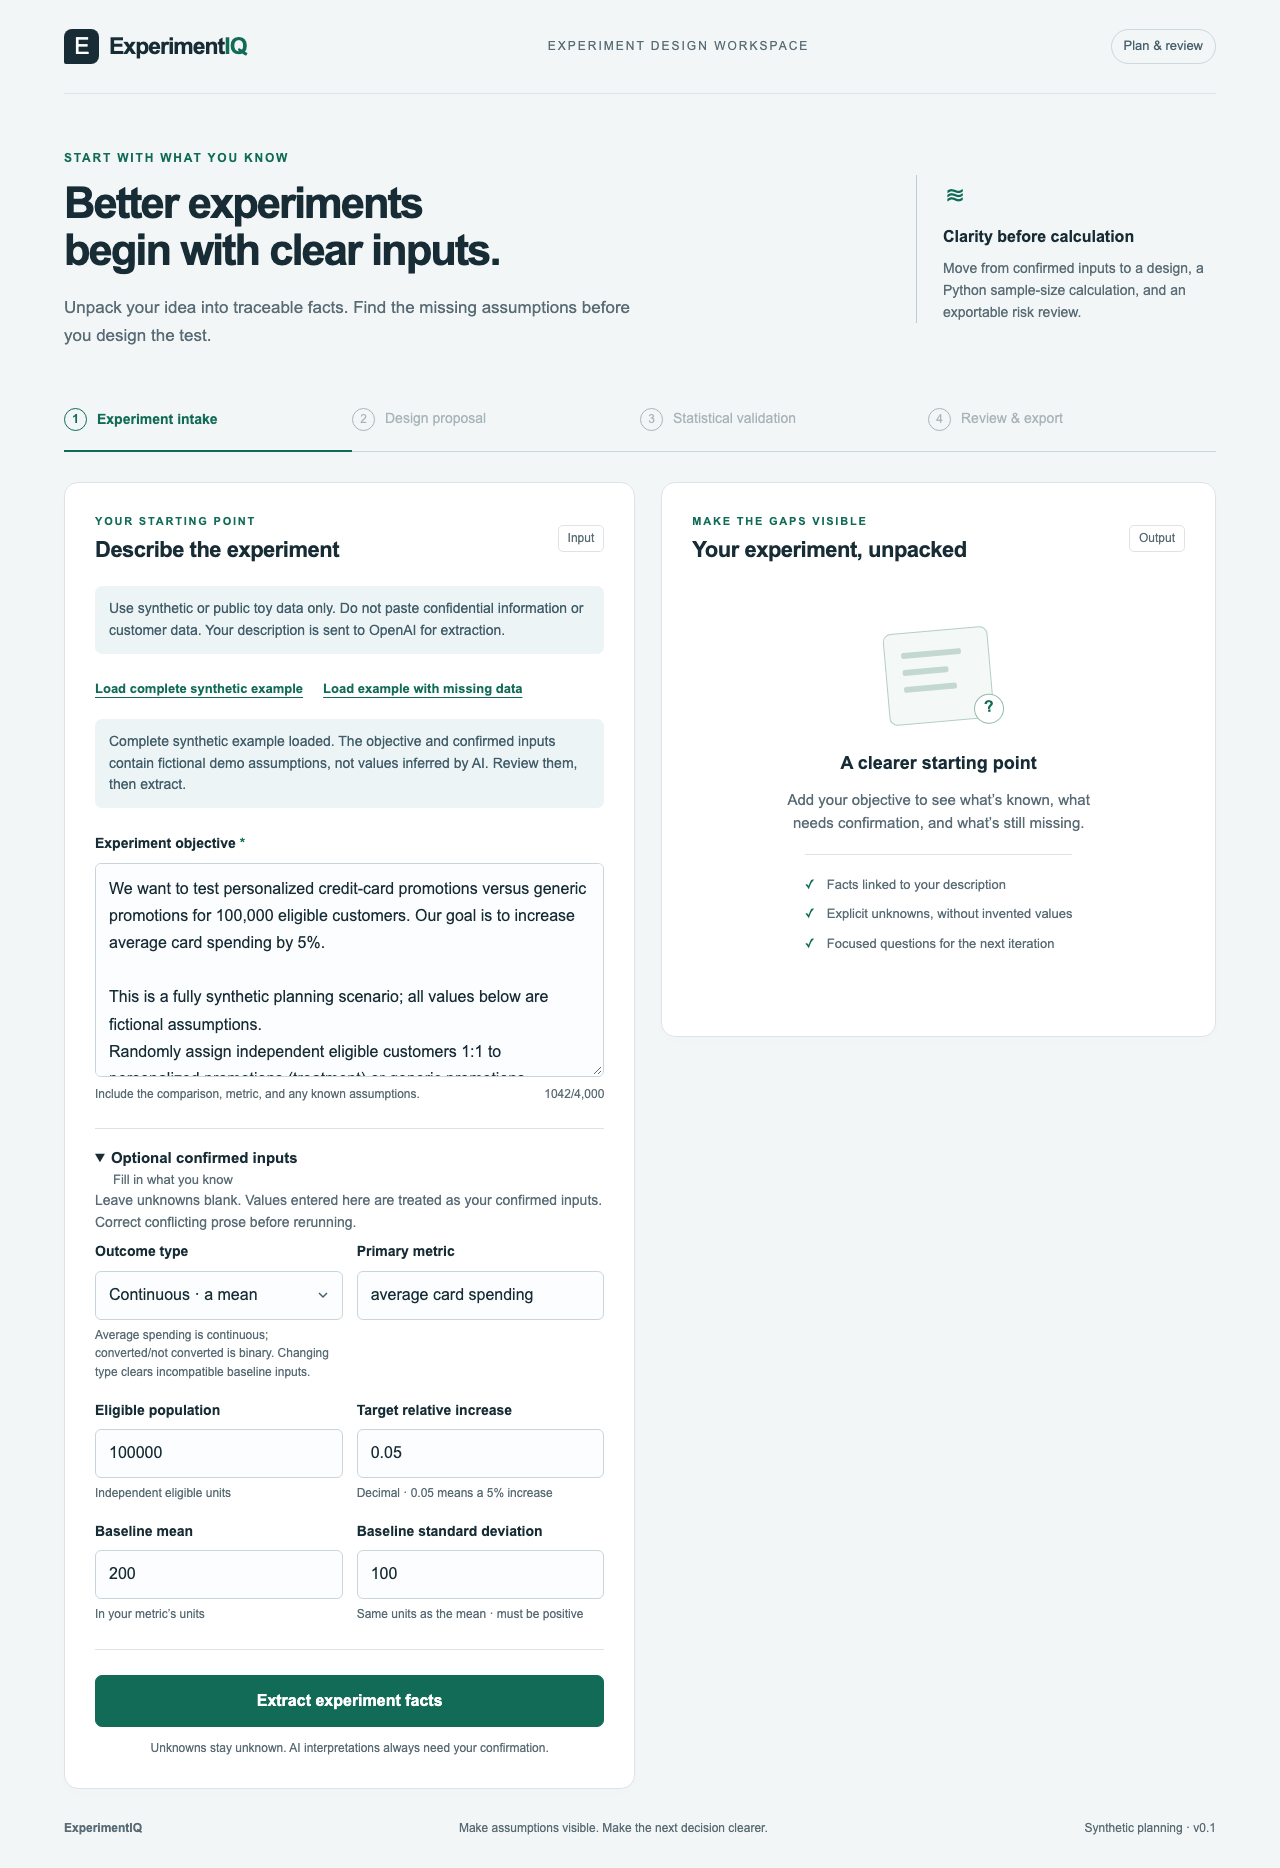 E ExperimentIQ
EXPERIMENT DESIGN WORKSPACE
Plan & review
START WITH WHAT YOU KNOW
Better experiments
begin with clear inputs.
Unpack your idea into traceable facts. Find the missing assumptions before
you design the test.
≋
Clarity before calculation
Move from confirmed inputs to a design, a
Python sample-size calculation, and an
exportable risk review.
1 Experiment intake
2 Design proposal
3 Statistical validation
4 Review & export
YOUR STARTING POINT
Describe the experiment
Input
Use synthetic or public toy data only. Do not paste confidential information or
customer data. Your description is sent to OpenAI for extraction.
Load complete synthetic example
Load example with missing data
Complete synthetic example loaded. The objective and confirmed inputs
contain fictional demo assumptions, not values inferred by AI. Review them,
then extract.
Experiment objective *
We want to test personalized credit-card promotions versus generic
promotions for 100,000 eligible customers. Our goal is to increase
average card spending by 5%.
This is a fully synthetic planning scenario; all values below are
fictional assumptions.
Randomly assign independent eligible customers 1:1 to
personalized promotions (treatment) or generic promotions
Include the comparison, metric, and any known assumptions.
1042/4,000
▼ Optional confirmed inputs
Fill in what you know
Leave unknowns blank. Values entered here are treated as your confirmed inputs.
Correct conflicting prose before rerunning.
Outcome type
Primary metric
Continuous · a mean
average card spending
Average spending is continuous;
converted/not converted is binary. Changing
type clears incompatible baseline inputs.
Eligible population
Target relative increase
100000
0.05
Independent eligible units
Decimal · 0.05 means a 5% increase
Baseline mean
Baseline standard deviation
200
100
In your metric’s units
Same units as the mean · must be positive
Extract experiment facts
Unknowns stay unknown. AI interpretations always need your confirmation.
MAKE THE GAPS VISIBLE
Your experiment, unpacked
Output
?
A clearer starting point
Add your objective to see what’s known, what
needs confirmation, and what’s still missing.
✓ Facts linked to your description
✓ Explicit unknowns, without invented values
✓ Focused questions for the next iteration
ExperimentIQ
Make assumptions visible. Make the next decision clearer.
Synthetic planning · v0.1